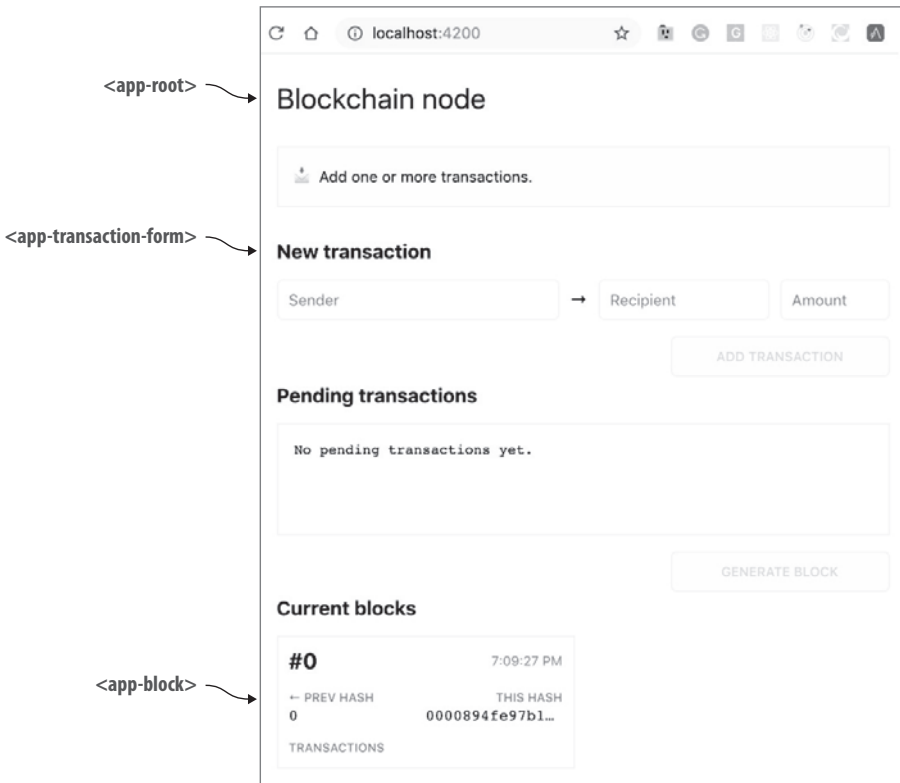 localhost:4200
<app-root>
Blockchain node
Add one or more transactions.
<app-transaction-form>
New transaction
Sender → Recipient Amount
ADD TRANSACTION
Pending transactions
No pending transactions yet.
GENERATE BLOCK
Current blocks
#0 7:09:27 PM
<app-block>
← PREV HASH THIS HASH
0 0000894fe97b1…
TRANSACTIONS